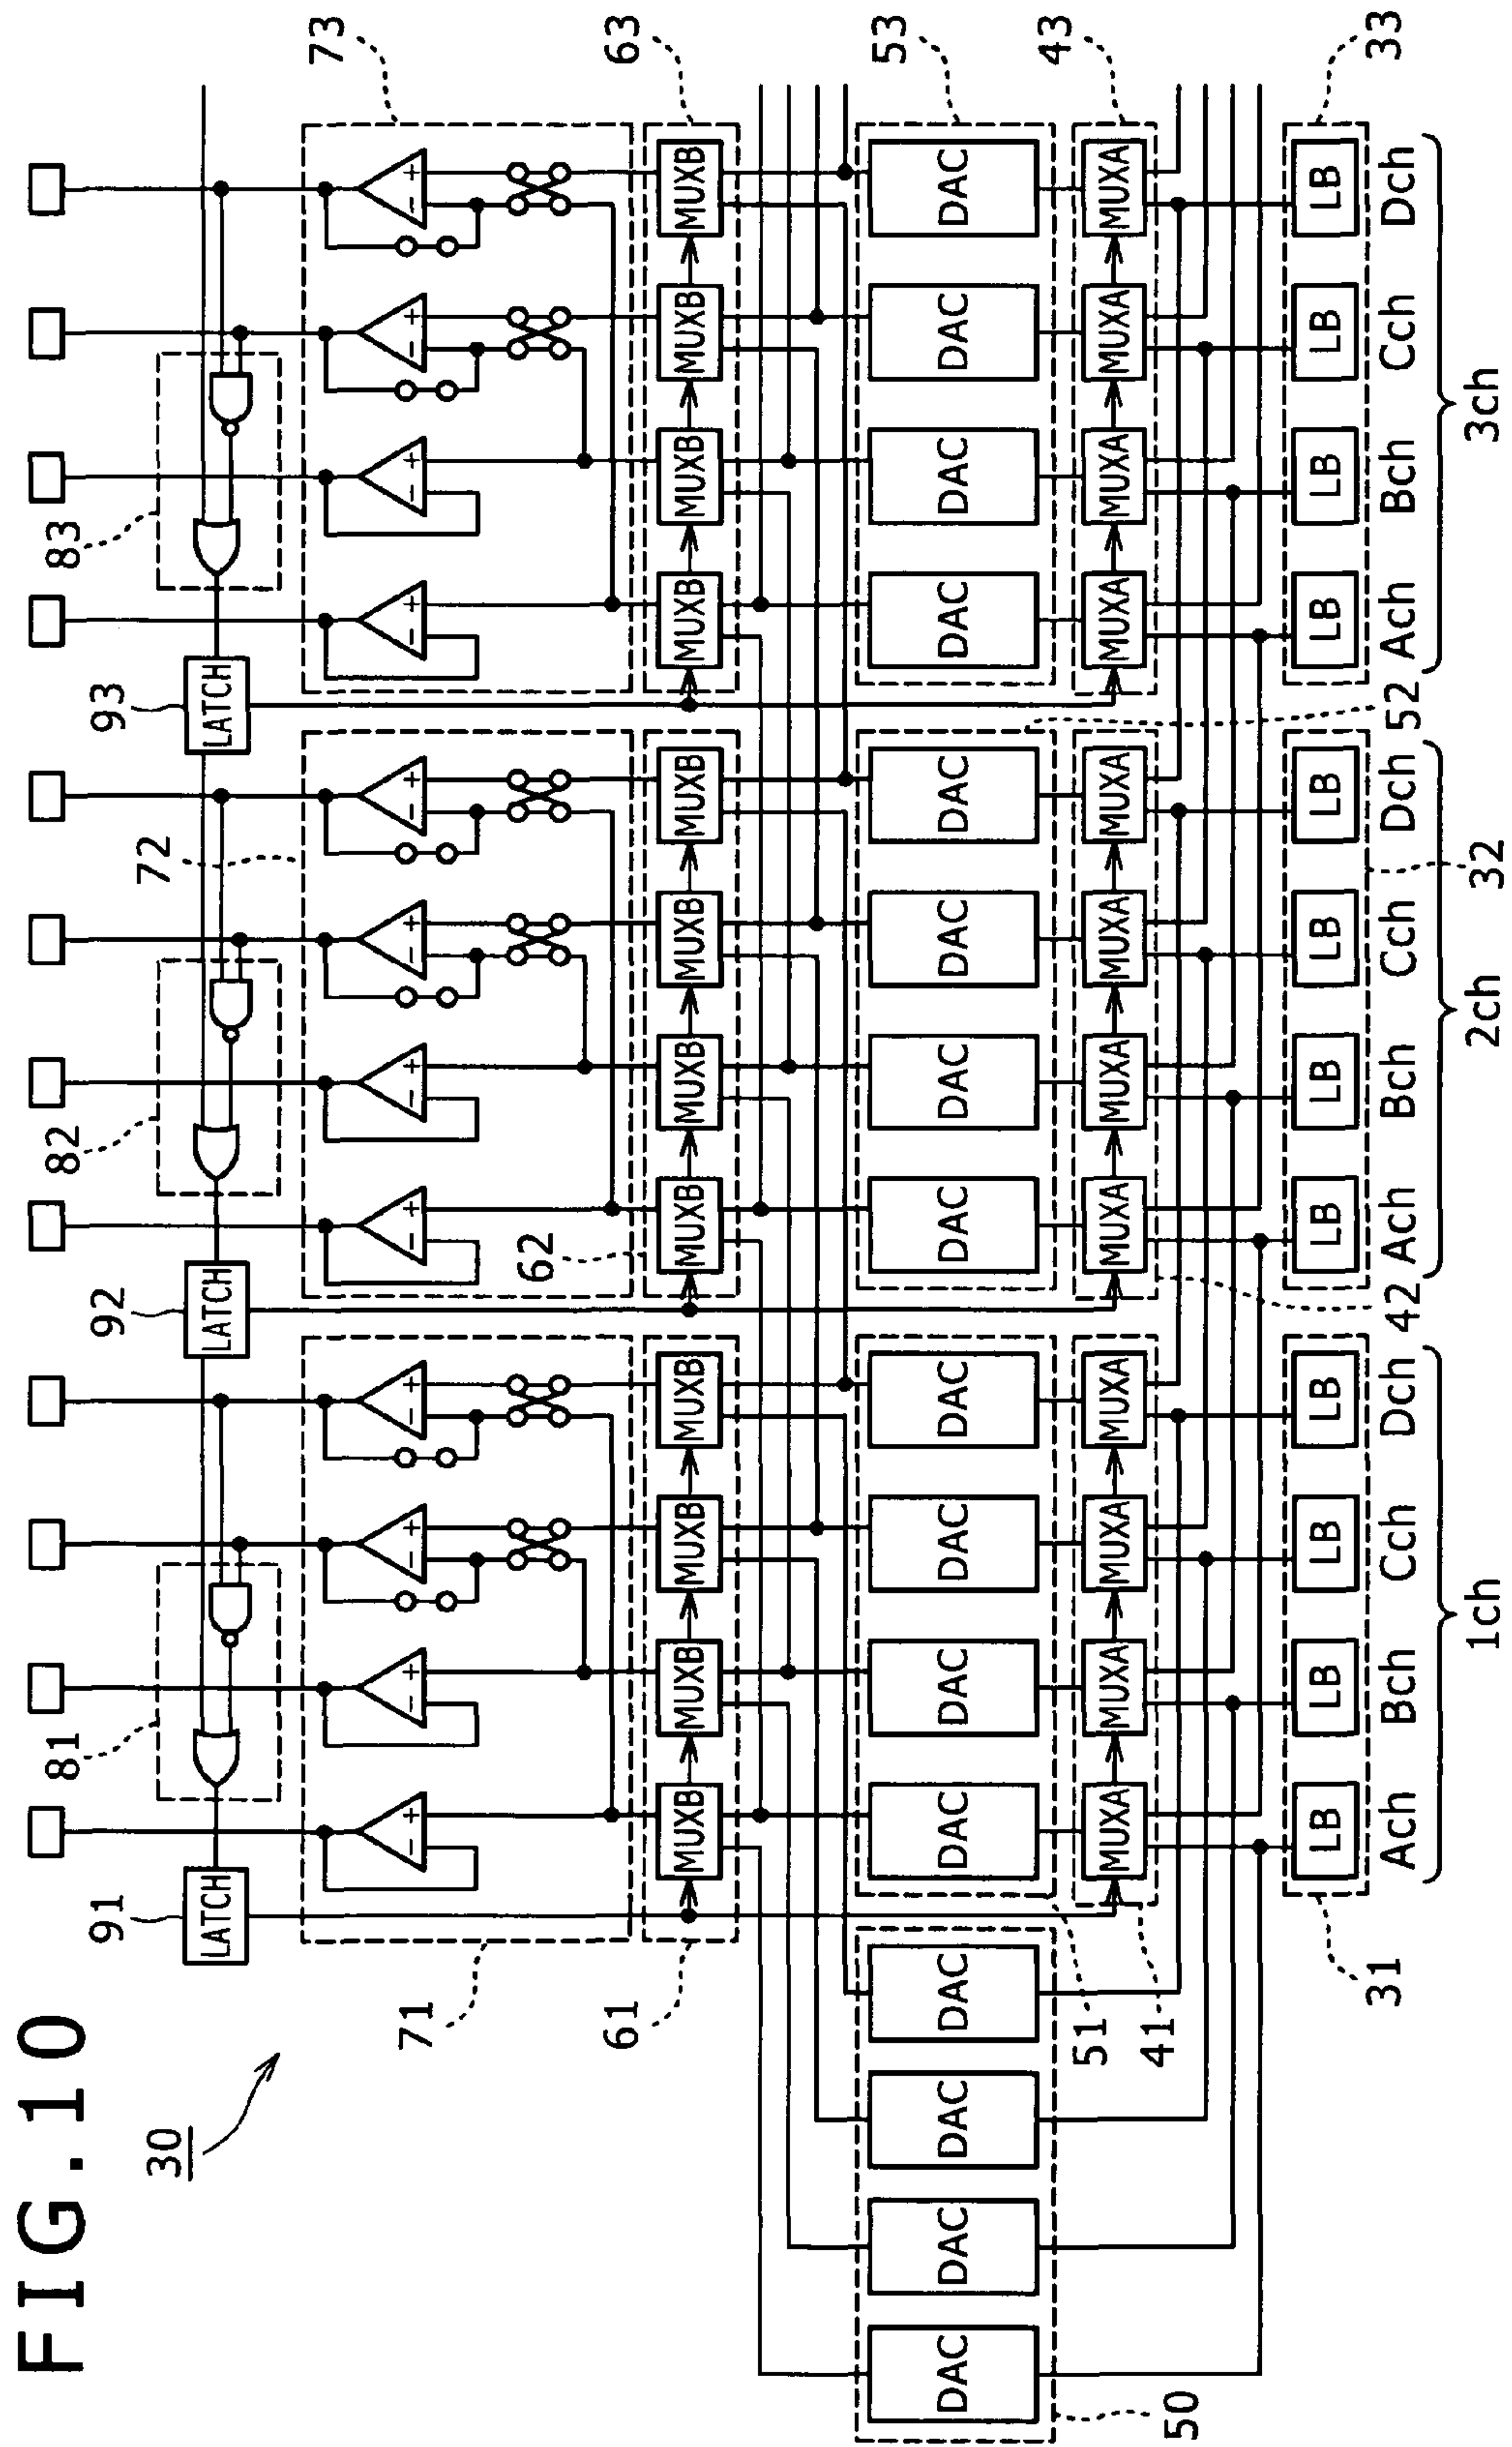 FIG.10
30
91 92 93
LATCH LATCH LATCH
81 82 83
71 72 73
61 62 63
MUXB MUXB MUXB MUXB MUXB MUXB MUXB MUXB MUXB MUXB MUXB MUXB
DAC DAC DAC DAC DAC DAC DAC DAC DAC DAC DAC DAC DAC DAC DAC DAC
50 51 52 53
MUXA MUXA MUXA MUXA MUXA MUXA MUXA MUXA MUXA MUXA MUXA MUXA
41 42 43
LB LB LB LB LB LB LB LB LB LB LB LB
31 32 33
Ach Bch Cch Dch Ach Bch Cch Dch Ach Bch Cch Dch
1ch 2ch 3ch
+ − + − + − + − + − + − + − + − + − + − + − + −